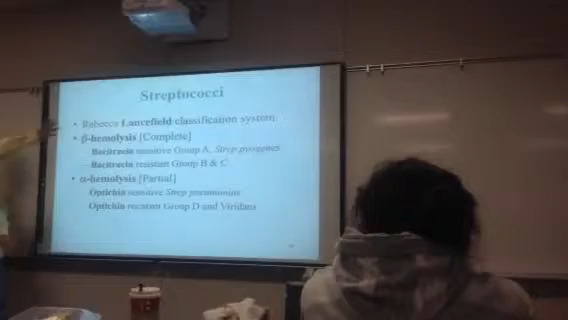 Streptococci
• Rebecca Lancefield classification system
• β-hemolysis [Complete]
Bacitracin sensitive Group A, Strep pyogenes
Bacitracin resistant Group B & C
• α-hemolysis [Partial]
Optichin sensitive Strep pneumoniae
Optichin resistant Group D and Viridans